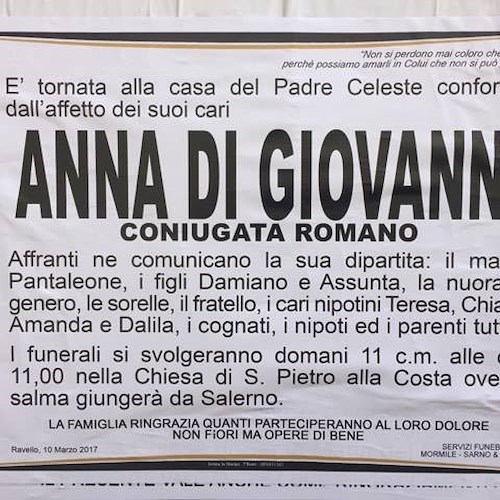 "Non si perdono mai coloro che
perchè possiamo amarli in Colui che non si può
E' tornata alla casa del Padre Celeste confor
dall'affetto dei suoi cari
ANNA DI GIOVANN
CONIUGATA ROMANO
Affranti ne comunicano la sua dipartita: il ma
Pantaleone, i figli Damiano e Assunta, la nuora
genero, le sorelle, il fratello, i cari nipotini Teresa, Chia
Amanda e Dalila, i cognati, i nipoti ed i parenti tut
I funerali si svolgeranno domani 11 c.m. alle o
11,00 nella Chiesa di S. Pietro alla Costa ove
salma giungerà da Salerno.
LA FAMIGLIA RINGRAZIA QUANTI PARTECIPERANNO AL LORO DOLORE
NON FiORI MA OPERE DI BENE
Ravello, 10 Marzo 2017
SERVIZI FUNEB
MORMILE - SARNO &